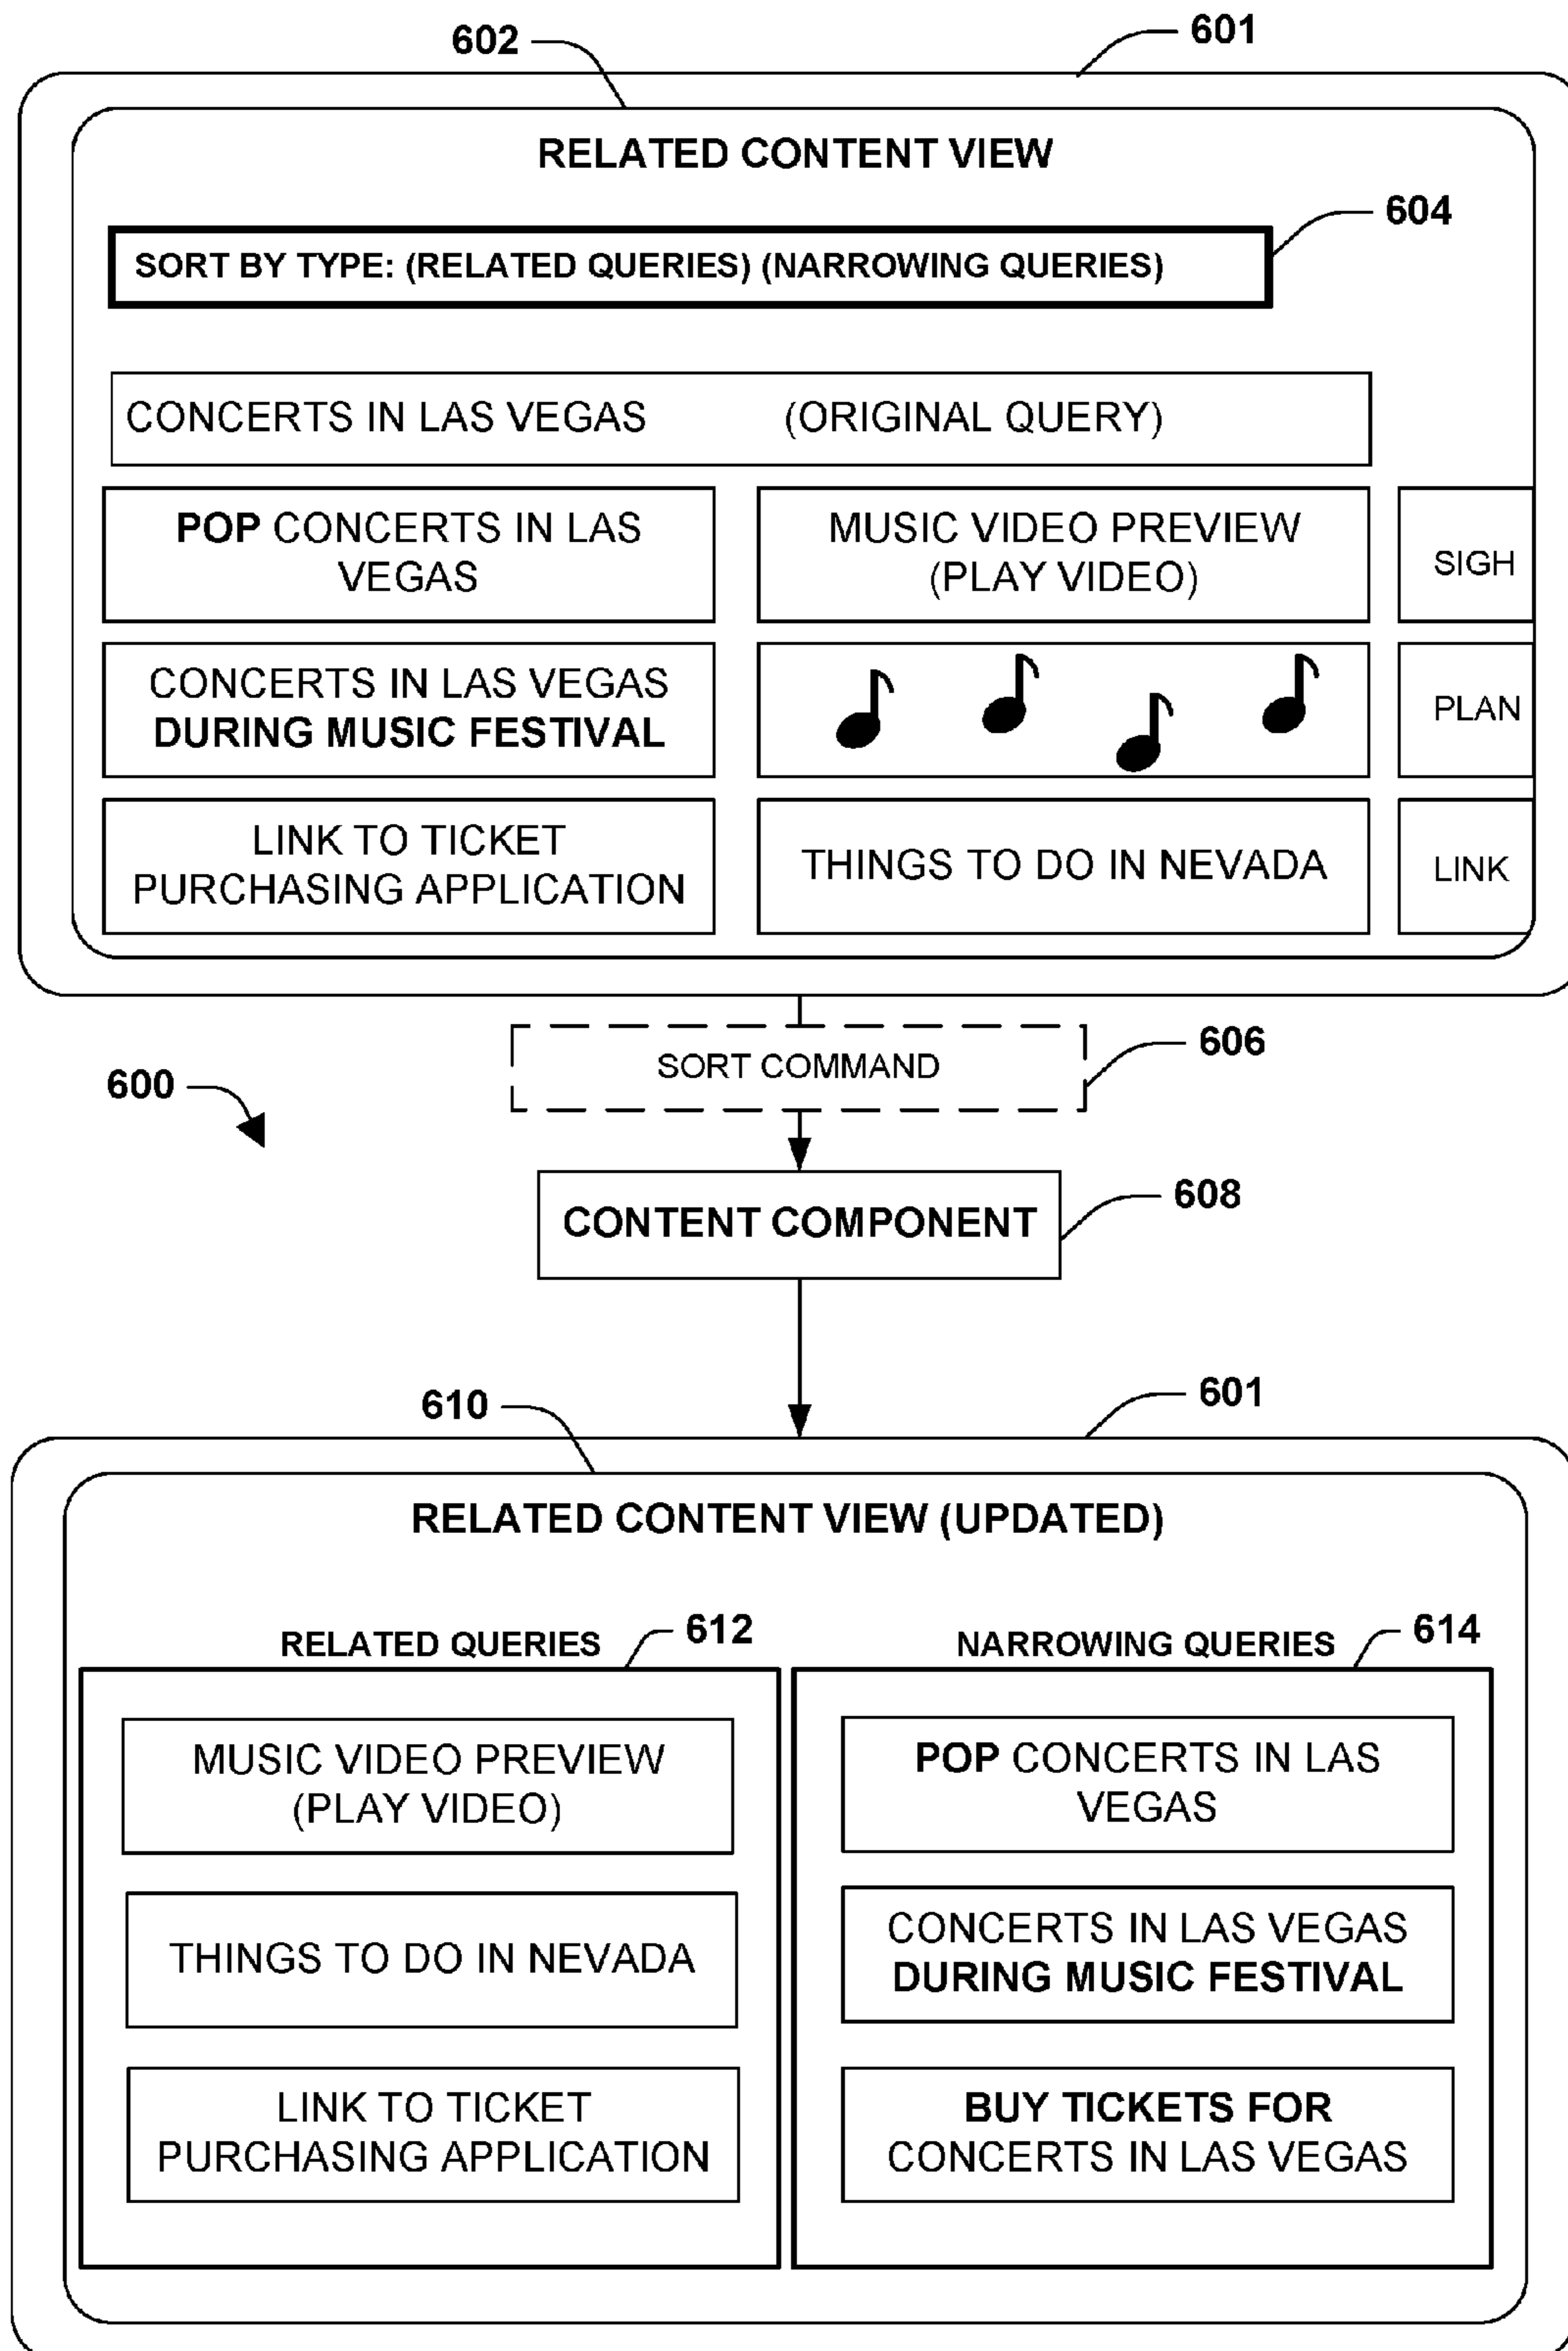 602
601
RELATED CONTENT VIEW
604
SORT BY TYPE: (RELATED QUERIES) (NARROWING QUERIES)
CONCERTS IN LAS VEGAS (ORIGINAL QUERY)
POP CONCERTS IN LAS
VEGAS
MUSIC VIDEO PREVIEW
(PLAY VIDEO)
SIGH
CONCERTS IN LAS VEGAS
DURING MUSIC FESTIVAL
PLAN
LINK TO TICKET
PURCHASING APPLICATION
THINGS TO DO IN NEVADA
LINK
SORT COMMAND
606
600
CONTENT COMPONENT
608
610
601
RELATED CONTENT VIEW (UPDATED)
RELATED QUERIES
612
NARROWING QUERIES
614
MUSIC VIDEO PREVIEW
(PLAY VIDEO)
THINGS TO DO IN NEVADA
LINK TO TICKET
PURCHASING APPLICATION
POP CONCERTS IN LAS
VEGAS
CONCERTS IN LAS VEGAS
DURING MUSIC FESTIVAL
BUY TICKETS FOR
CONCERTS IN LAS VEGAS